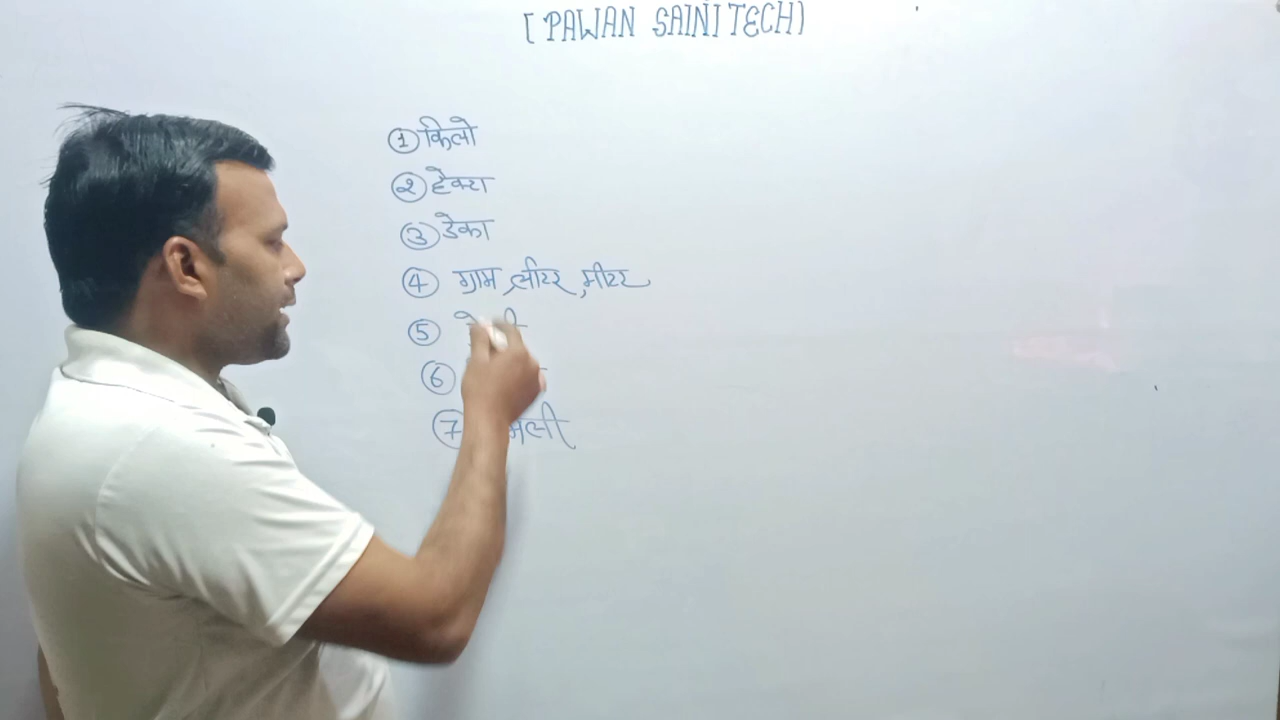 [PAWAN SAINI TECH]
① किलो
② हैक्टा
③ डेका
④ ग्राम, लीटर, मीटर
⑤
⑥
⑦ मिली